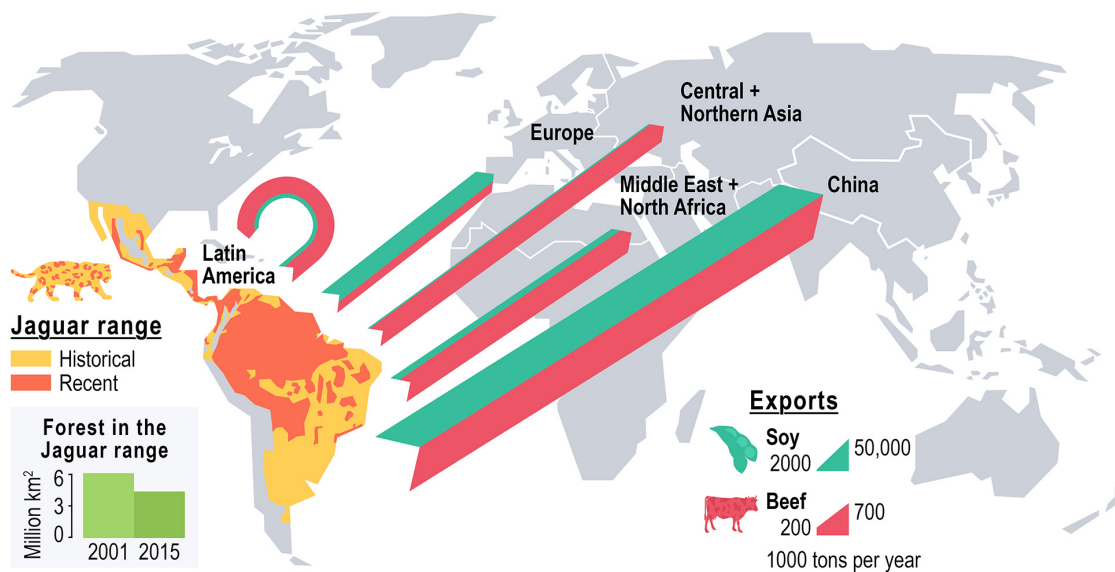 Central +
Northern Asia
Europe
Middle East +
North Africa
China
Latin
America
Jaguar range
Historical
Recent
Forest in the
Jaguar range
Million km²
6
3
0
2001 2015
Exports
Soy
2000 50,000
Beef
200 700
1000 tons per year